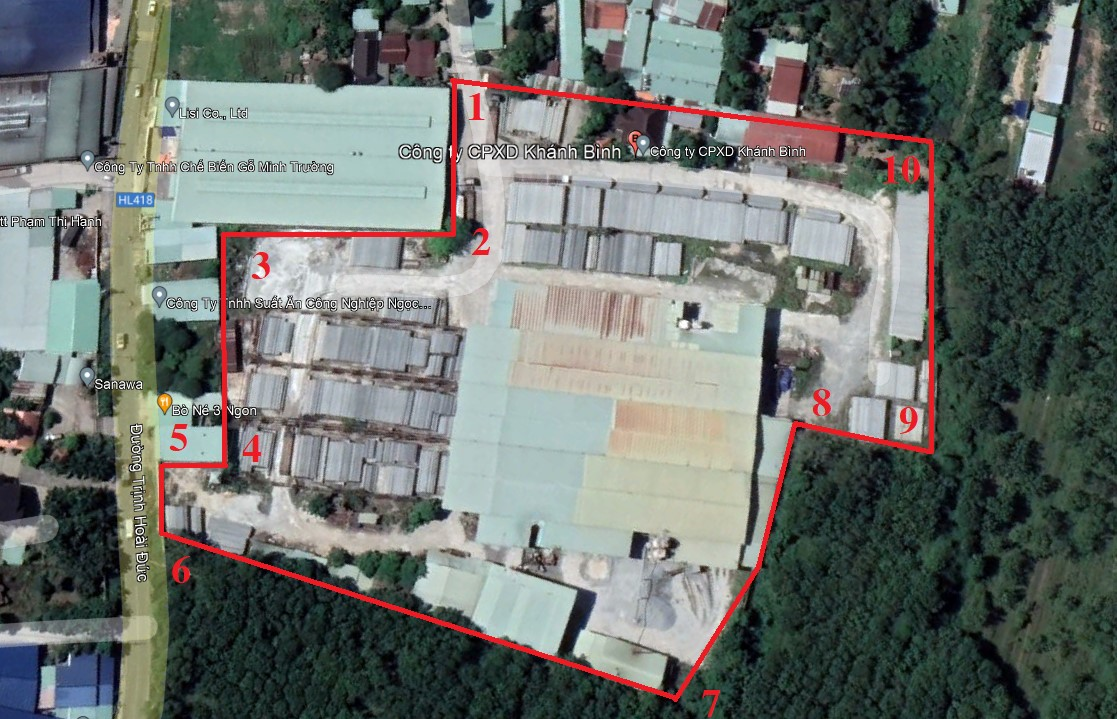 Lisi Co., Ltd
1
Công ty CPXD Khánh Bình
Công ty CPXD Khánh Bình
Công Ty Tnhh Chế Biến Gỗ Minh Trường
10
HL418
tt Phạm Thị Hạnh
2
3
Công Ty Tnhh Suất Ăn Công Nghiệp Ngọc...
Sanawa
Bò Né 3 Ngon
8
9
5
4
Đường Trịnh Hoài Đức
6
7